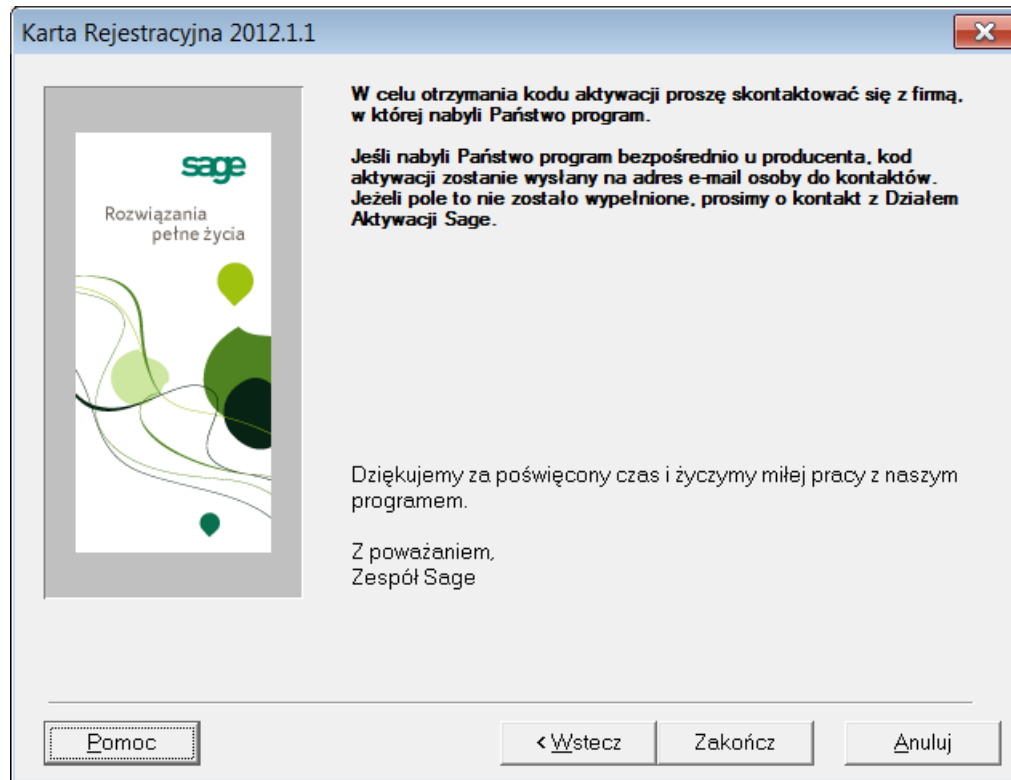 Karta Rejestracyjna 2012.1.1
W celu otrzymania kodu aktywacji proszę skontaktować się z firmą,
w której nabyli Państwo program.
Jeśli nabyli Państwo program bezpośrednio u producenta, kod
aktywacji zostanie wysłany na adres e-mail osoby do kontaktów.
Jeżeli pole to nie zostało wypełnione, prosimy o kontakt z Działem
Aktywacji Sage.
sage
Rozwiązania
pełne życia
Dziękujemy za poświęcony czas i życzymy miłej pracy z naszym
programem.
Z poważaniem,
Zespół Sage
Pomoc
< Wstecz
Zakończ
Anuluj